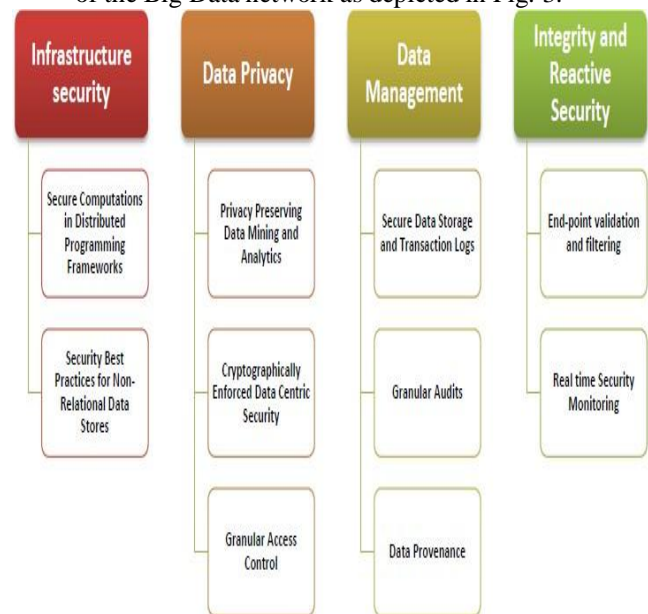 of the Big Data network as depicted in Fig. 3.
Infrastructure
security
Secure Computations
in Distributed
Programming
Frameworks
Security Best
Practices for Non-
Relational Data
Stores
Data Privacy
Privacy Preserving
Data Mining and
Analytics
Cryptographically
Enforced Data Centric
Security
Granular Access
Control
Data
Management
Secure Data Storage
and Transaction Logs
Granular Audits
Data Provenance
Integrity and
Reactive
Security
End-point validation
and filtering
Real time Security
Monitoring